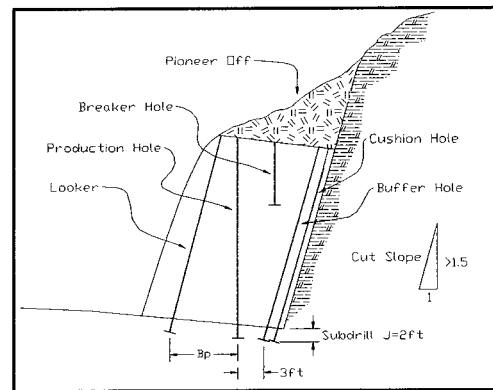 Pioneer Off
Breaker Hole
Cushion Hole
Production Hole
Buffer Hole
Looker
Cut Slope
>1.5
1
Subdrill J=2ft
Bp
3ft